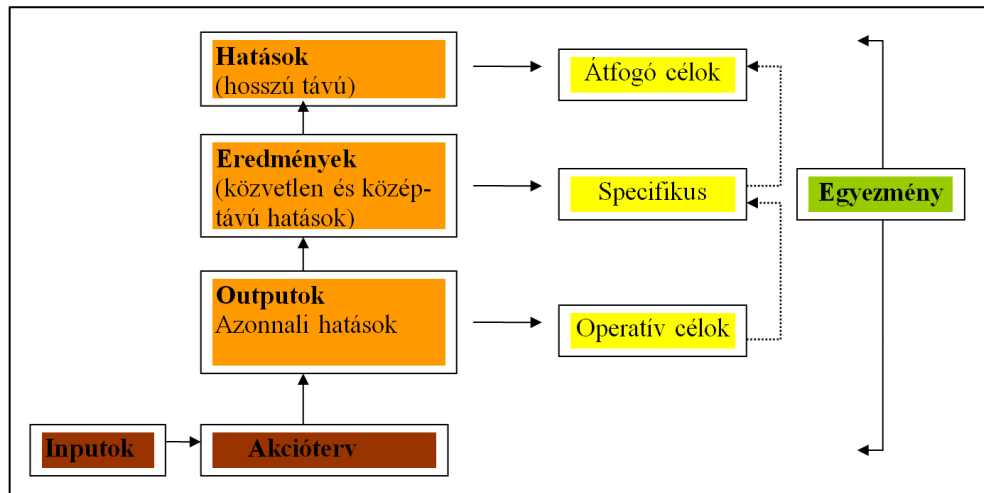 Hatások
(hosszú távú)
Átfogó célok
Eredmények
(közvetlen és közép-
távú hatások)
Specifikus
Egyezmény
Outputok
Azonnali hatások
Operatív célok
Inputok
Akcióterv